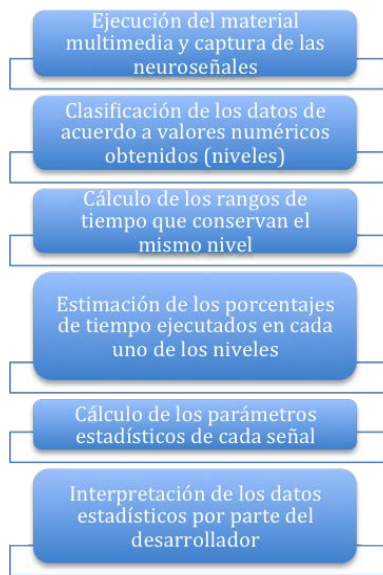 Ejecución del material
multimedia y captura de las
neuroseñales
Clasificación de los datos de
acuerdo a valores numéricos
obtenidos (niveles)
Cálculo de los rangos de
tiempo que conservan el
mismo nivel
Estimación de los porcentajes
de tiempo ejecutados en cada
uno de los niveles
Cálculo de los parámetros
estadísticos de cada señal
Interpretación de los datos
estadísticos por parte del
desarrollador